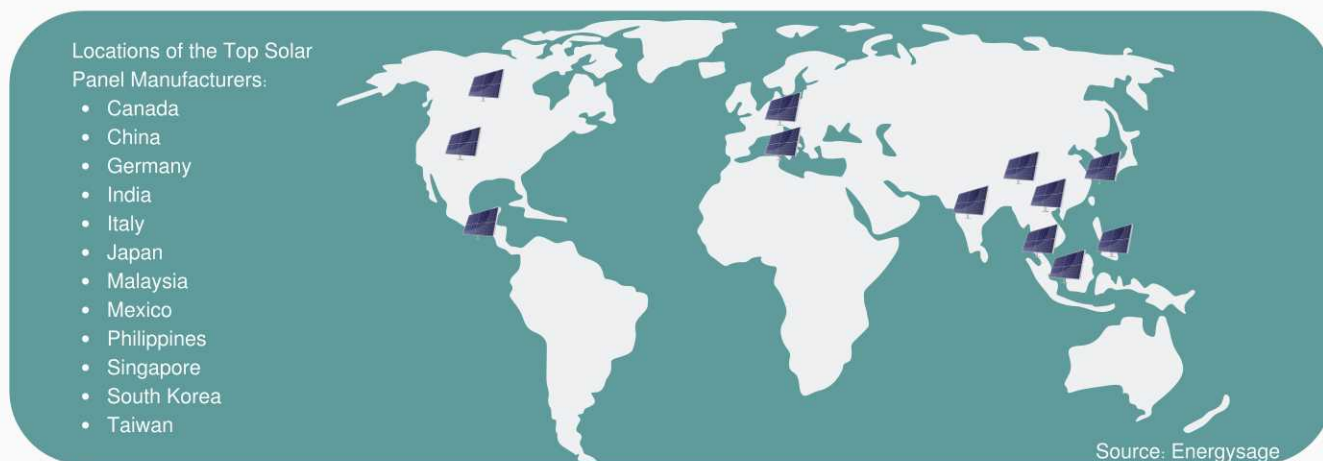 Locations of the Top Solar
Panel Manufacturers:
• Canada
• China
• Germany
• India
• Italy
• Japan
• Malaysia
• Mexico
• Philippines
• Singapore
• South Korea
• Taiwan
Source: Energysage